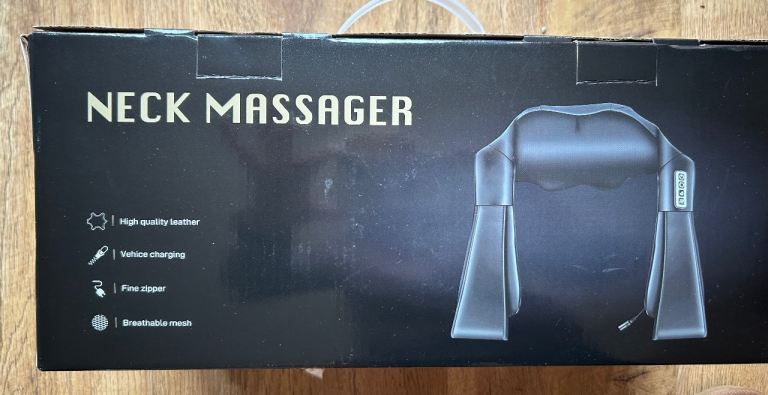 NECK MASSAGER
High quality leather
Vehice charging
Fine zipper
Breathable mesh